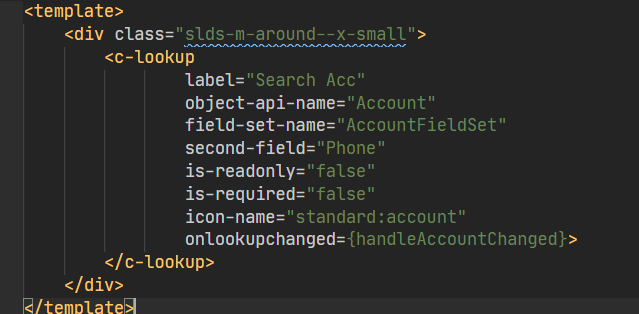 <template>
<div class="slds-m-around--x-small">
<c-lookup
label="Search Acc"
object-api-name="Account"
field-set-name="AccountFieldSet"
second-field="Phone"
is-readonly="false"
is-required="false"
icon-name="standard:account"
onlookupchanged={handleAccountChanged}>
</c-lookup>
</div>
</template>